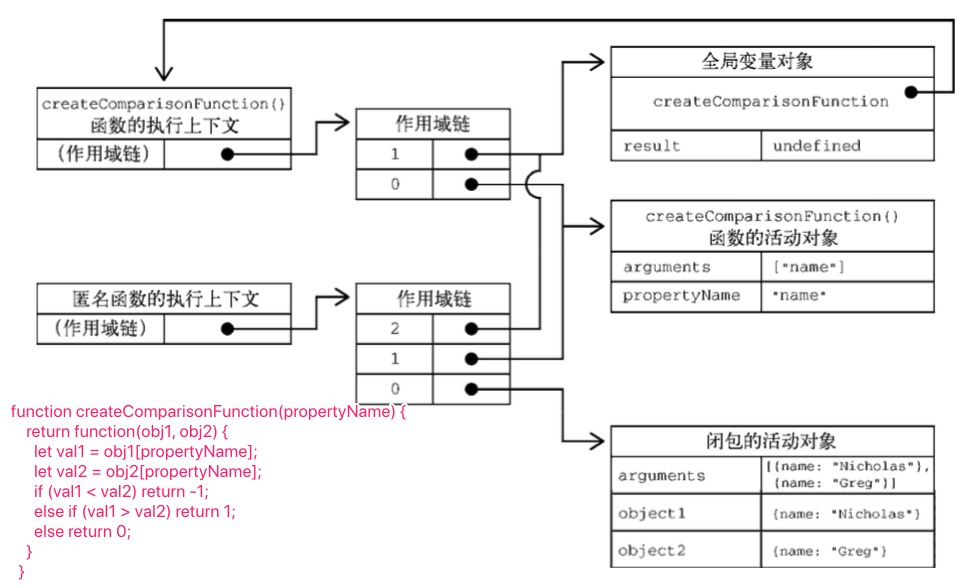 createComparisonFunction()
函数的执行上下文
(作用域链)
作用域链
1
0
全局变量对象
createComparisonFunction
result undefined
createComparisonFunction()
函数的活动对象
arguments ["name"]
propertyName "name"
匿名函数的执行上下文
(作用域链)
作用域链
2
1
0
闭包的活动对象
arguments [{name: "Nicholas"},
{name: "Greg"}]
object1 {name: "Nicholas"}
object2 {name: "Greg"}
function createComparisonFunction(propertyName) {
return function(obj1, obj2) {
let val1 = obj1[propertyName];
let val2 = obj2[propertyName];
if (val1 < val2) return -1;
else if (val1 > val2) return 1;
else return 0;
}
}